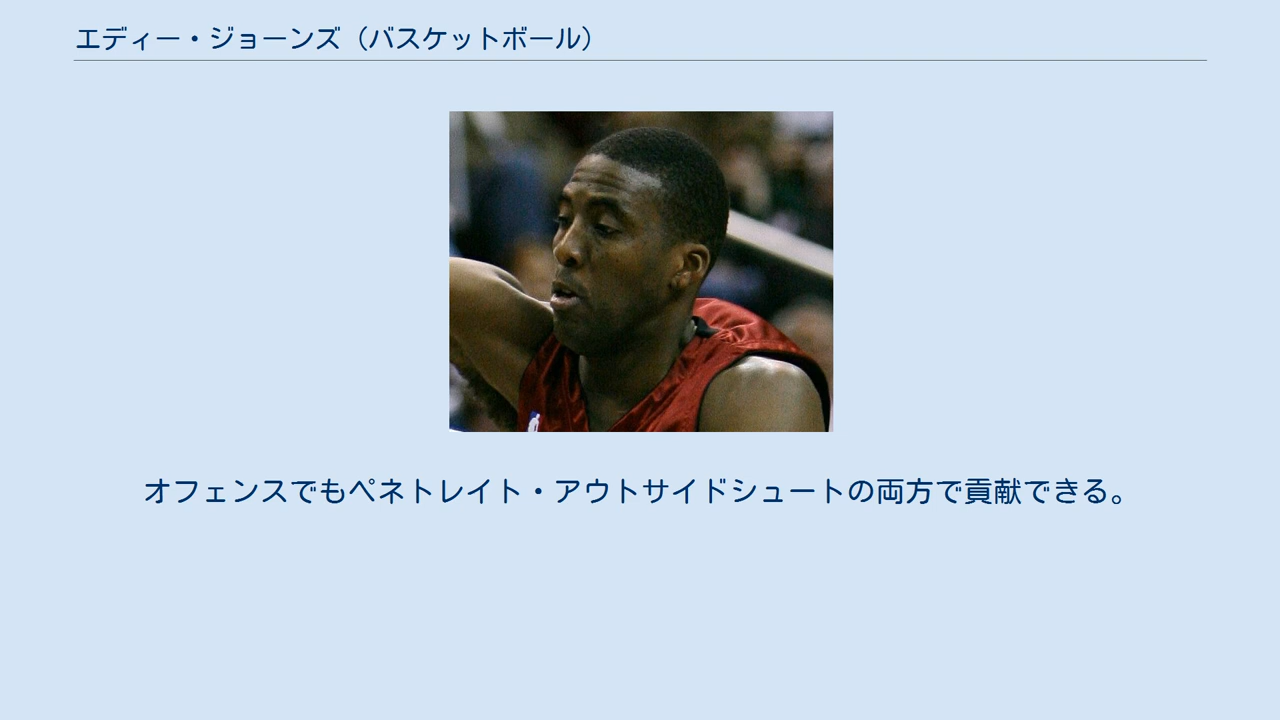 エディー・ジョーンズ（バスケットボール）
オフェンスでもペネトレイト・アウトサイドシュートの両方で貢献できる。